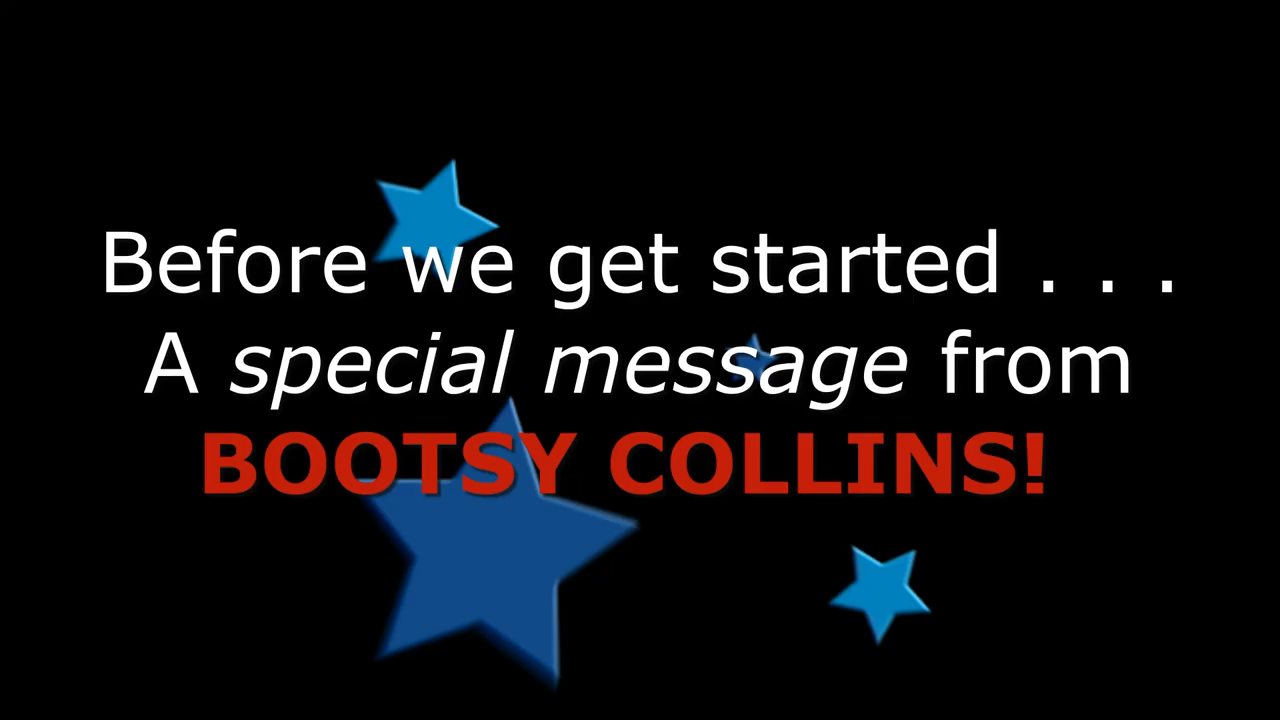 Before we get started . . .
A special message from
BOOTSY COLLINS!